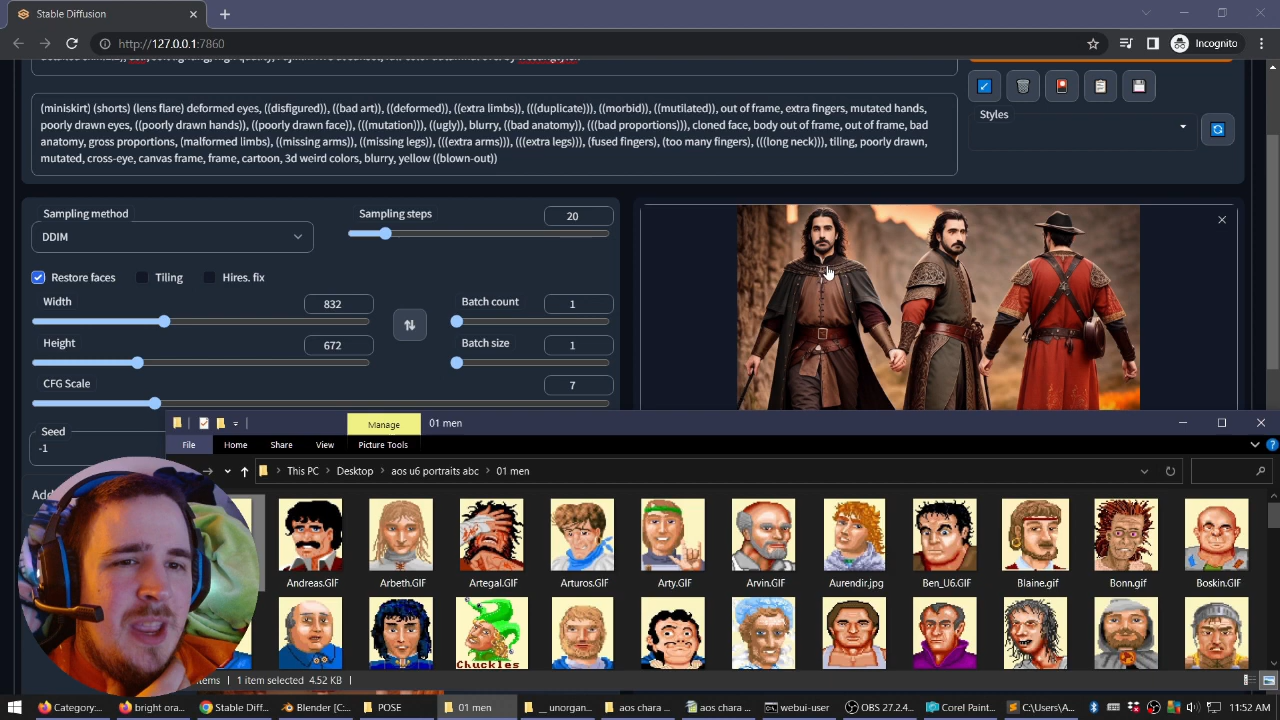 Stable Diffusion
http://127.0.0.1:7860
Incognito
(miniskirt) (shorts) (lens flare) deformed eyes, ((disfigured)), ((bad art)), ((deformed)), ((extra limbs)), (((duplicate))), ((morbid)), ((mutilated)), out of frame, extra fingers, mutated hands,
poorly drawn eyes, ((poorly drawn hands)), ((poorly drawn face)), (((mutation))), ((ugly)), blurry, ((bad anatomy)), (((bad proportions))), cloned face, body out of frame, out of frame, bad
anatomy, gross proportions, (malformed limbs), ((missing arms)), ((missing legs)), (((extra arms))), (((extra legs))), (fused fingers), (too many fingers), (((long neck))), tiling, poorly drawn,
mutated, cross-eye, canvas frame, frame, cartoon, 3d weird colors, blurry, yellow ((blown-out))
Styles
Sampling method
DDIM
Sampling steps
20
Restore faces
Tiling
Hires. fix
Width
832
Batch count
1
Height
672
Batch size
1
CFG Scale
7
Seed
-1
Manage
01 men
File
Home
Share
View
Picture Tools
This PC
Desktop
aos u6 portraits abc
01 men
Andreas.GIF
Arbeth.GIF
Artegal.GIF
Arturos.GIF
Arty.GIF
Arvin.GIF
Aurendir.jpg
Ben_U6.GIF
Blaine.gif
Bonn.gif
Boskin.GIF
Chuckles
1 item selected 4.52 KB
Category:...
bright ora...
Stable Diff...
Blender [C...
POSE
01 men
__ unorgan...
aos chara ...
aos chara ...
webui-user
OBS 27.2.4...
Corel Paint...
C:\Users\A...
11:52 AM